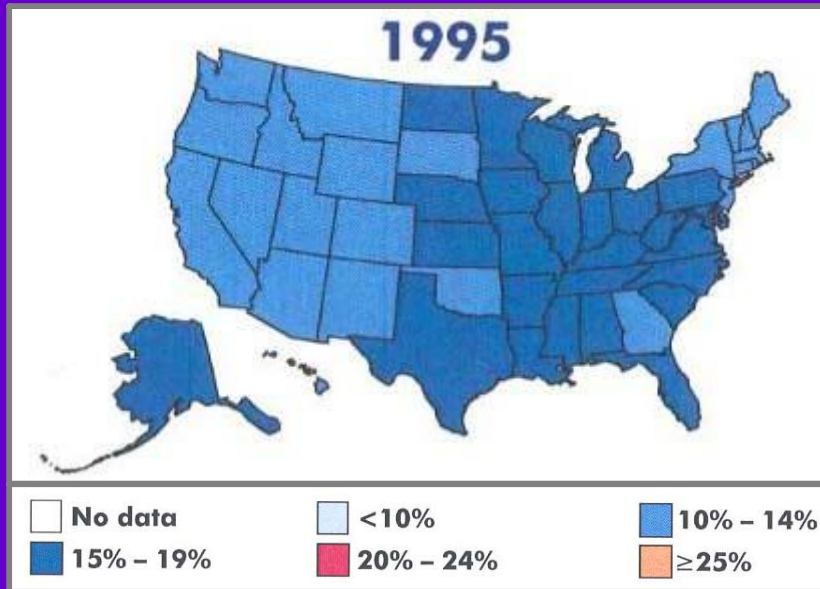 1995
No data
<10%
10% – 14%
15% – 19%
20% – 24%
≥25%